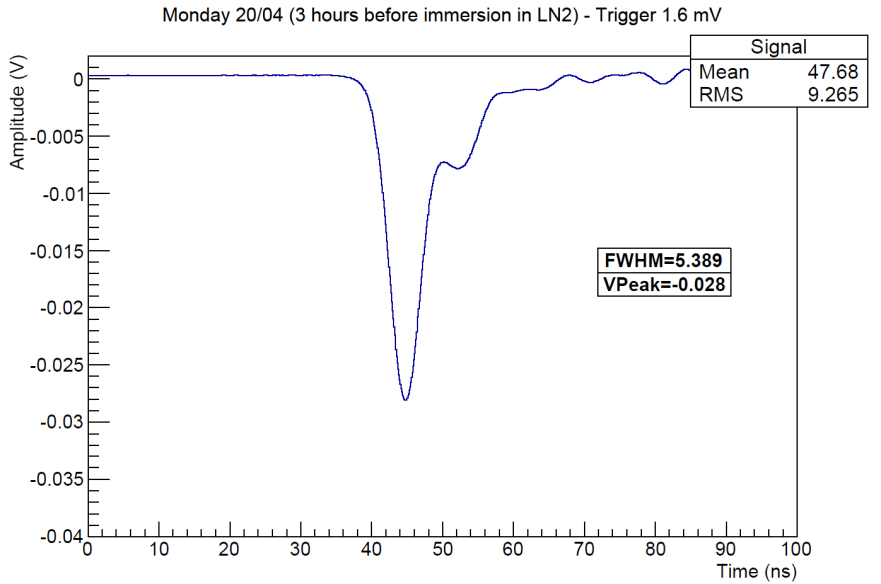 Monday 20/04 (3 hours before immersion in LN2) - Trigger 1.6 mV
Signal
Mean 47.68
RMS 9.265
Amplitude (V)
0
-0.005
-0.01
-0.015
-0.02
-0.025
-0.03
-0.035
-0.04
FWHM=5.389
VPeak=-0.028
0 10 20 30 40 50 60 70 80 90 100
Time (ns)